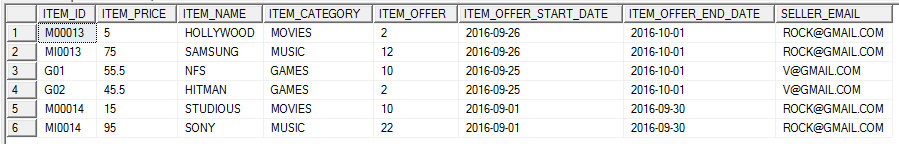 ITEM_ID ITEM_PRICE ITEM_NAME ITEM_CATEGORY ITEM_OFFER ITEM_OFFER_START_DATE ITEM_OFFER_END_DATE SELLER_EMAIL
1 M00013 5 HOLLYWOOD MOVIES 2 2016-09-26 2016-10-01 ROCK@GMAIL.COM
2 MI0013 75 SAMSUNG MUSIC 12 2016-09-26 2016-10-01 ROCK@GMAIL.COM
3 G01 55.5 NFS GAMES 10 2016-09-25 2016-10-01 V@GMAIL.COM
4 G02 45.5 HITMAN GAMES 2 2016-09-25 2016-10-01 V@GMAIL.COM
5 M00014 15 STUDIOUS MOVIES 10 2016-09-01 2016-09-30 ROCK@GMAIL.COM
6 MI0014 95 SONY MUSIC 22 2016-09-01 2016-09-30 ROCK@GMAIL.COM